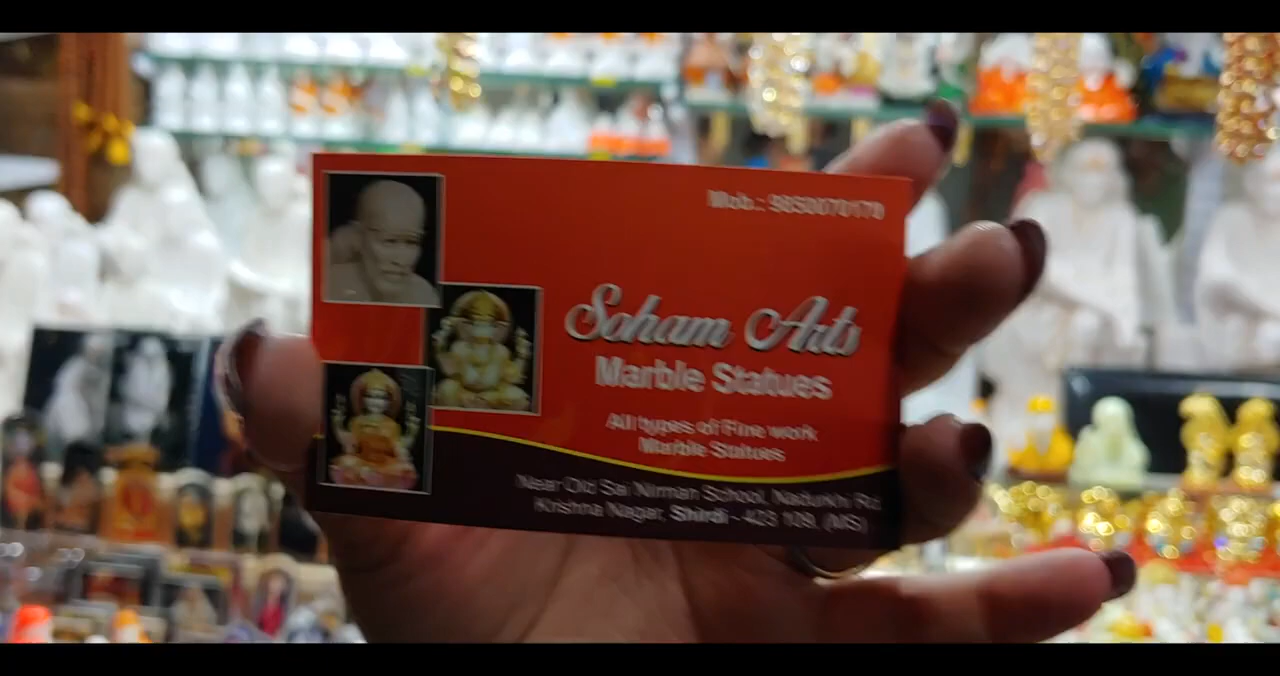 Mob.: 9850070170
Soham Arts
Marble Statues
All types of Fine work
Marble Statues
Near Old Sai Nirman School, Nadurkhi Rd.
Krishna Nagar, Shirdi - 423 109. (MS)